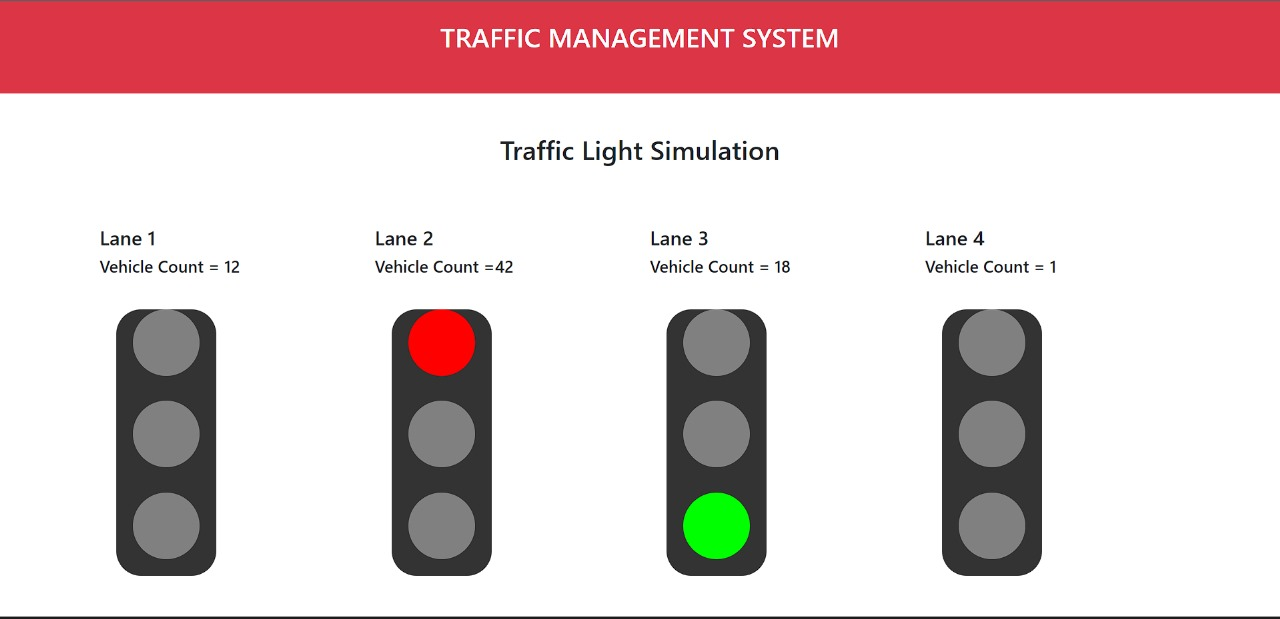 TRAFFIC MANAGEMENT SYSTEM
Traffic Light Simulation
Lane 1
Vehicle Count = 12
Lane 2
Vehicle Count =42
Lane 3
Vehicle Count = 18
Lane 4
Vehicle Count = 1